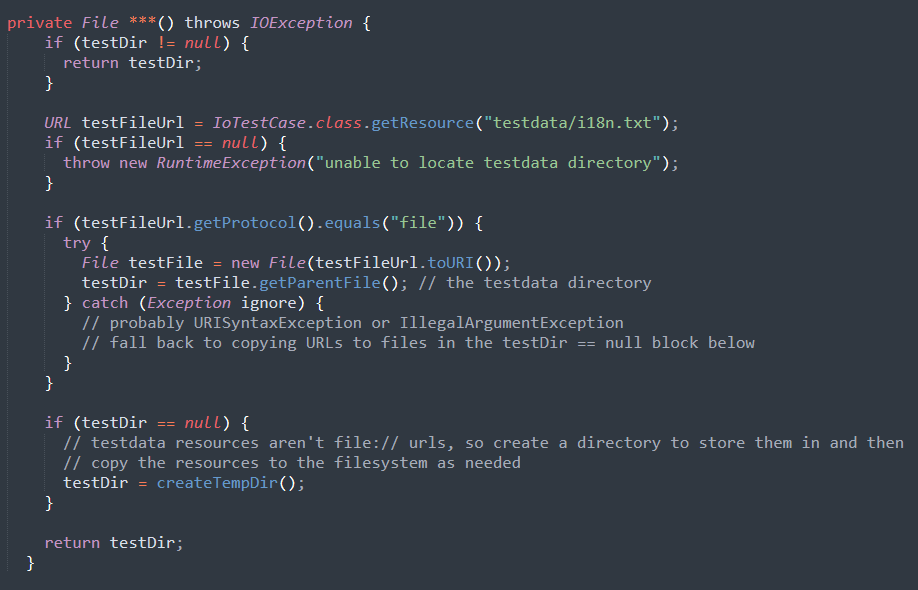 private File ***() throws IOException {
if (testDir != null) {
return testDir;
}
URL testFileUrl = IoTestCase.class.getResource("testdata/i18n.txt");
if (testFileUrl == null) {
throw new RuntimeException("unable to locate testdata directory");
}
if (testFileUrl.getProtocol().equals("file")) {
try {
File testFile = new File(testFileUrl.toURI());
testDir = testFile.getParentFile(); // the testdata directory
} catch (Exception ignore) {
// probably URISyntaxException or IllegalArgumentException
// fall back to copying URLs to files in the testDir == null block below
}
}
if (testDir == null) {
// testdata resources aren't file:// urls, so create a directory to store them in and then
// copy the resources to the filesystem as needed
testDir = createTempDir();
}
return testDir;
}